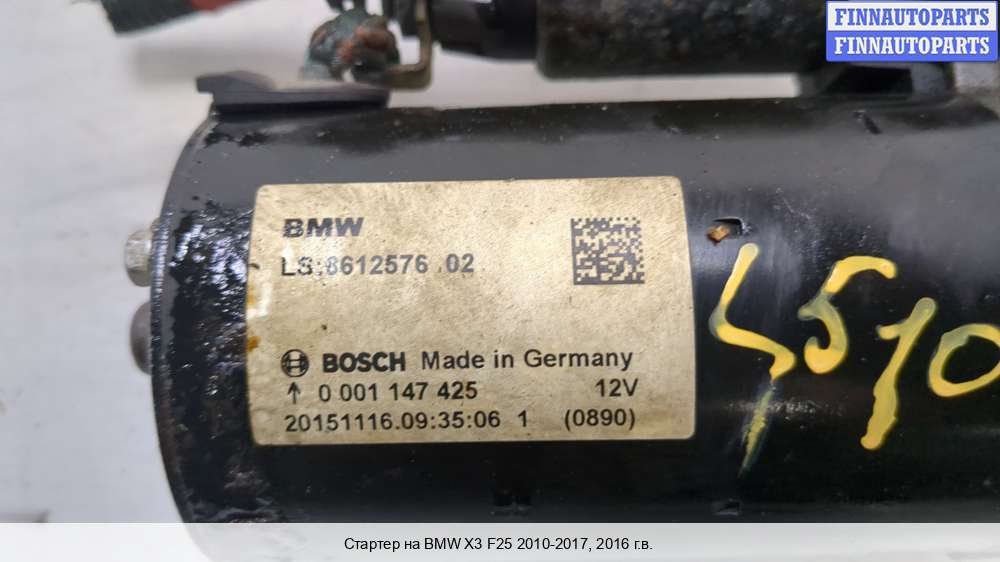 FINNAUTOPARTS
FINNAUTOPARTS
BMW
LS:8612576.02
BOSCH Made in Germany
↑ 0 001 147 425 12V
20151116.09:35:06 1 (0890)
4510
Стартер на BMW X3 F25 2010-2017, 2016 г.в.